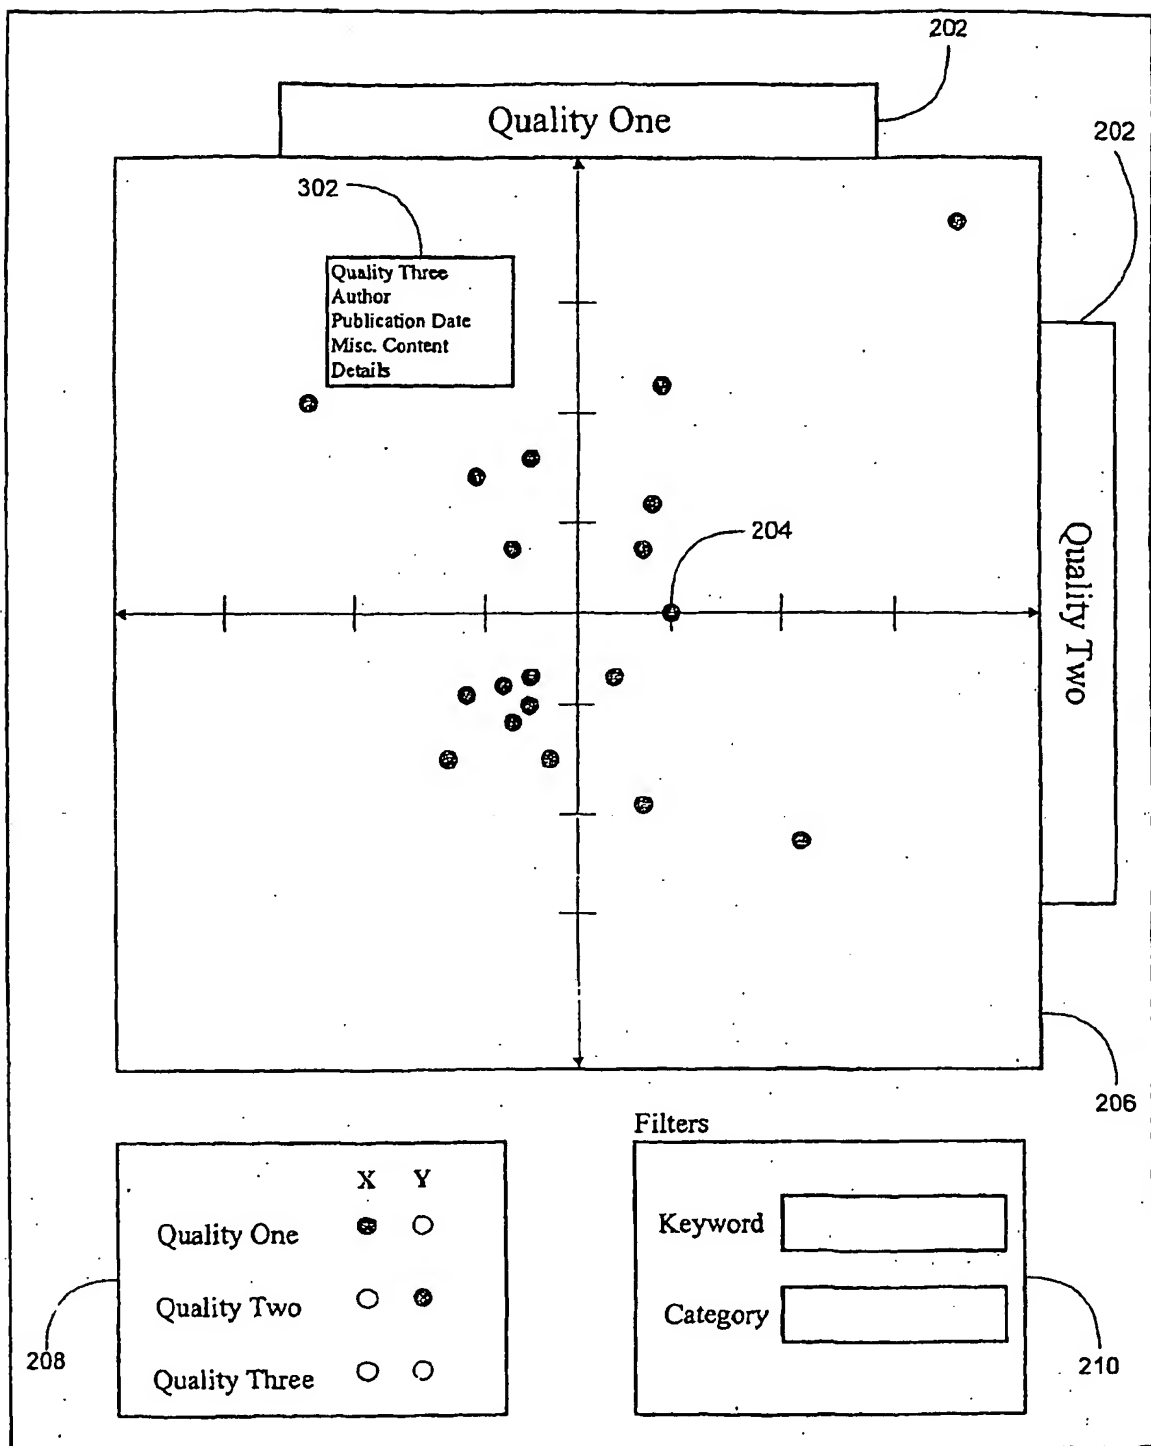 202
Quality One
202
302
Quality Three
Author
Publication Date
Misc. Content
Details
204
Quality Two
206
Filters
X Y
Quality One
Quality Two
Quality Three
208
Keyword
Category
210